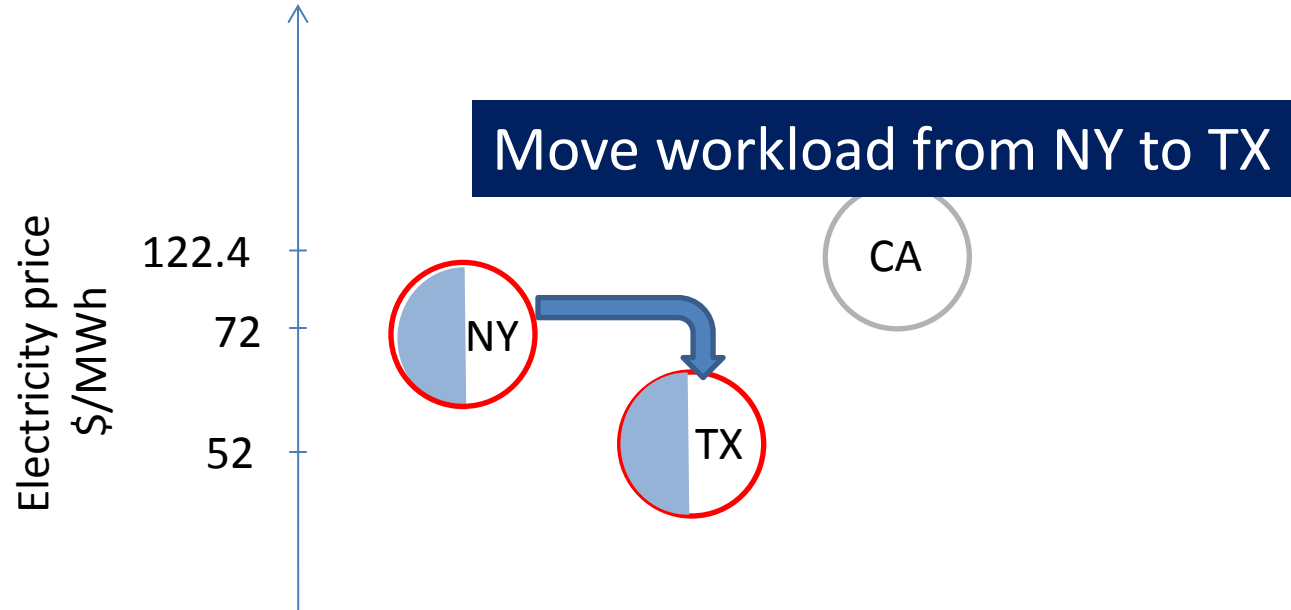 Move workload from NY to TX
Electricity price
$/MWh
122.4
72
52
NY
TX
CA